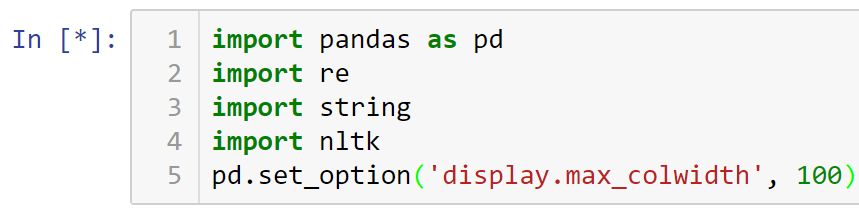 In [*]: 1 import pandas as pd
2 import re
3 import string
4 import nltk
5 pd.set_option('display.max_colwidth', 100)